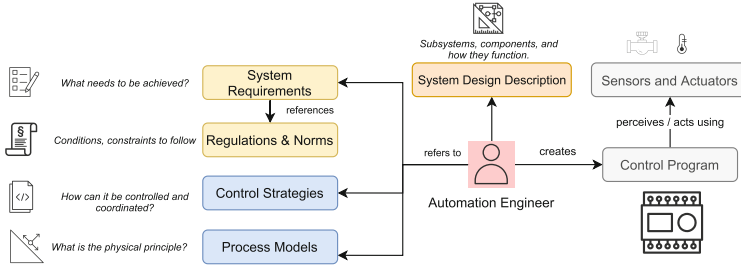 Subsystems, components, and
how they function.
System Design Description
Sensors and Actuators
What needs to be achieved?
System
Requirements
references
perceives / acts using
§
Conditions, constraints to follow
Regulations & Norms
refers to
creates
Control Program
</>
How can it be controlled and
coordinated?
Control Strategies
Automation Engineer
What is the physical principle?
Process Models